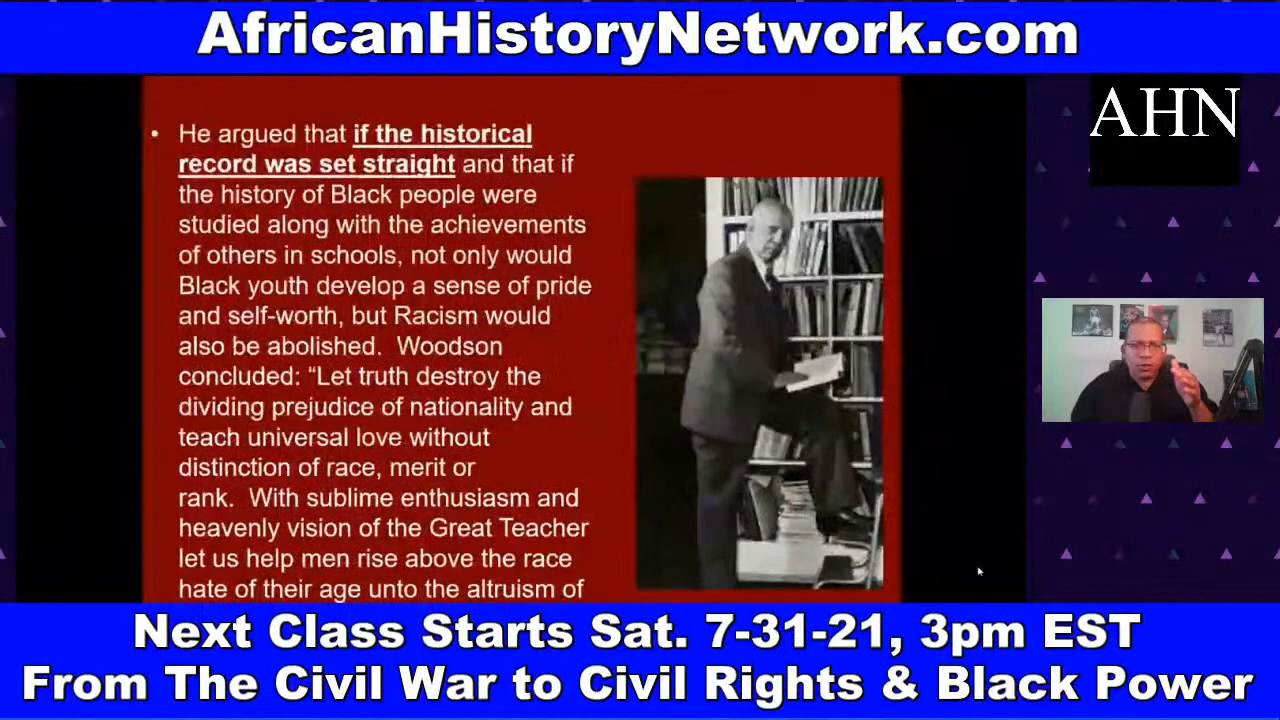 AfricanHistoryNetwork.com
AHN
• He argued that if the historical
record was set straight and that if
the history of Black people were
studied along with the achievements
of others in schools, not only would
Black youth develop a sense of pride
and self-worth, but Racism would
also be abolished.  Woodson
concluded: “Let truth destroy the
dividing prejudice of nationality and
teach universal love without
distinction of race, merit or
rank.  With sublime enthusiasm and
heavenly vision of the Great Teacher
let us help men rise above the race
hate of their age unto the altruism of
Next Class Starts Sat. 7-31-21, 3pm EST
From The Civil War to Civil Rights & Black Power